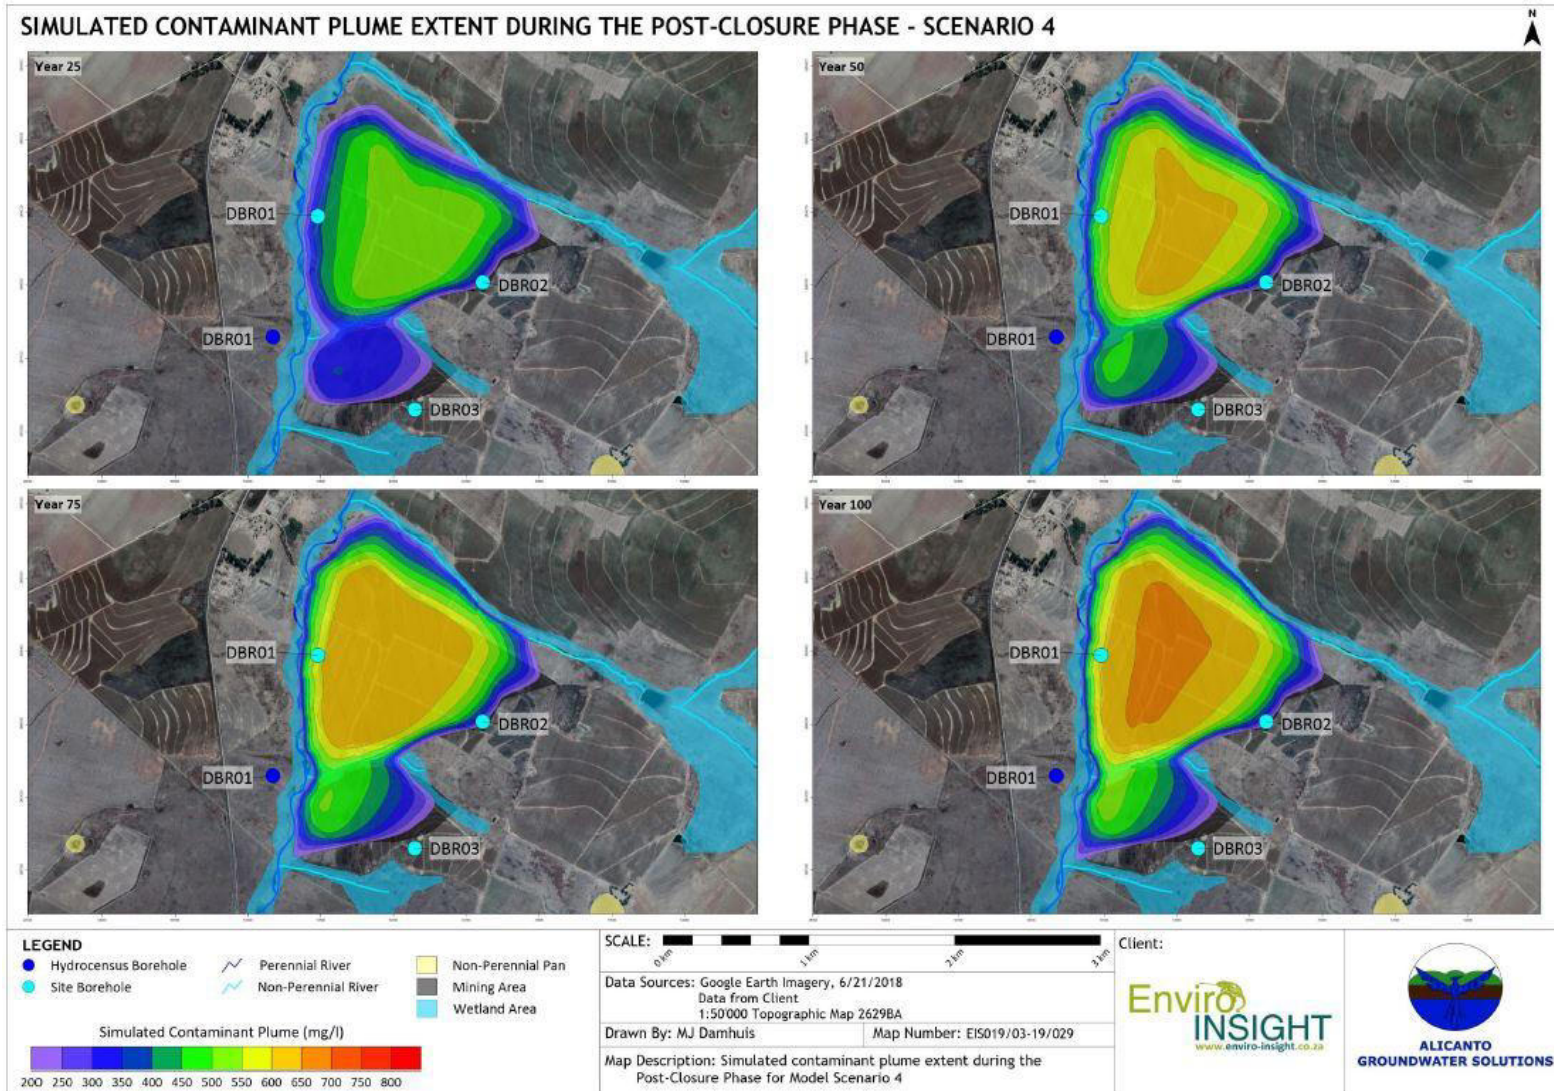 SIMULATED CONTAMINANT PLUME EXTENT DURING THE POST-CLOSURE PHASE - SCENARIO 4
N
Year 25
DBR01
DBR02
DBR01
DBR03
Year 50
DBR01
DBR02
DBR01
DBR03
Year 75
DBR01
DBR02
DBR01
DBR03
Year 100
DBR01
DBR02
DBR01
DBR03
LEGEND
Hydrocensus Borehole
Site Borehole
Perennial River
Non-Perennial River
Non-Perennial Pan
Mining Area
Wetland Area
Simulated Contaminant Plume (mg/l)
200 250 300 350 400 450 500 550 600 650 700 750 800
SCALE:
0 km 1 km 2 km 3 km
Data Sources: Google Earth Imagery, 6/21/2018
Data from Client
1:50'000 Topographic Map 2629BA
Drawn By: MJ Damhuis
Map Number: EIS019/03-19/029
Map Description: Simulated contaminant plume extent during the
Post-Closure Phase for Model Scenario 4
Client:
Enviro
INSIGHT
www.enviro-insight.co.za
ALICANTO
GROUNDWATER SOLUTIONS